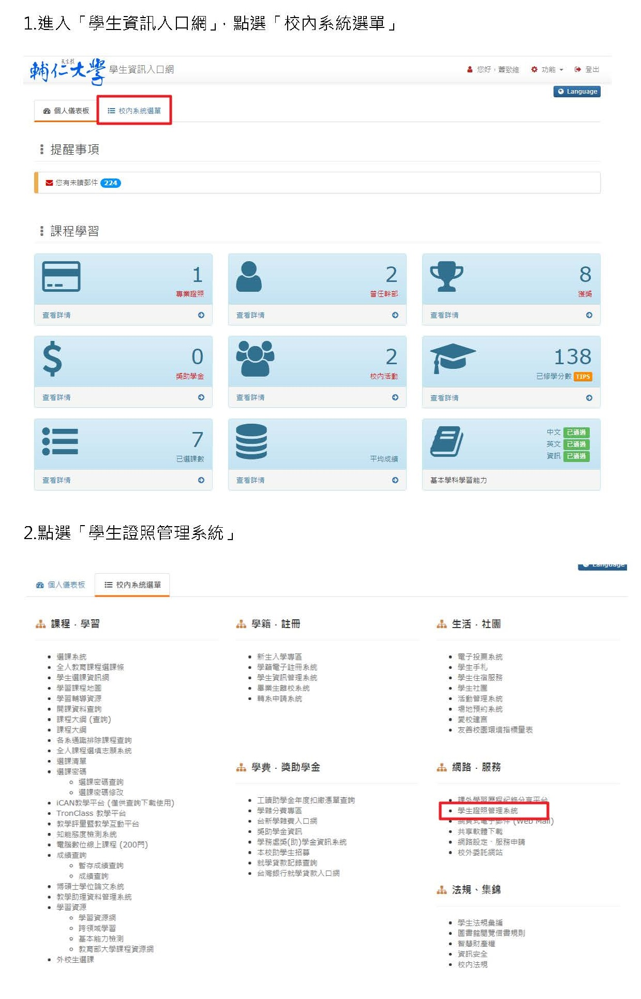 1.進入「學生資訊入口網」，點選「校內系統選單」
輔仁大學 天主教 學生資訊入口網
您好，蕭致維 功能 登出
Language
個人儀表板 校內系統選單
提醒事項
您有未讀郵件 224
課程學習
1 2 8
專業證照 曾任幹部 獲獎
查看詳情 查看詳情 查看詳情
0 2 138
獎助學金 校內活動 已修學分數 TIPS
查看詳情 查看詳情 查看詳情
7
已選課數 平均成績
中文 已通過
英文 已通過
資訊 已通過
查看詳情 查看詳情 基本學科學習能力
2.點選「學生證照管理系統」
Language
個人儀表板 校內系統選單
課程．學習
選課系統
全人教育課程選課條
學生選課資訊網
學習課程地圖
學習輔導資源
開課資料查詢
課程大綱 (查詢)
課程大綱
各系通識排除課程查詢
全人課程選填志願系統
選課清單
選課密碼
選課密碼查詢
選課密碼修改
iCAN教學平台 (僅供查詢下載使用)
TronClass 教學平台
教學評量暨教學互動平台
知能態度檢測系統
電腦數位線上課程 (200門)
成績查詢
暫存成績查詢
成績查詢
博碩士學位論文系統
教學助理資料管理系統
學習資源
學習資源網
跨領域學習
基本能力檢測
教育部大學課程資源網
外校生選課
學籍．註冊
新生入學專區
學籍電子註冊系統
學生資訊管理系統
畢業生離校系統
轉系申請系統
學費．獎助學金
工讀助學金年度扣繳憑單查詢
學雜分費專區
台新學雜費入口網
獎助學金資訊
學務處獎(助)學金資訊系統
本校助學生招募
就學貸款記錄查詢
台灣銀行就學貸款入口網
生活．社團
電子投票系統
學生手札
學生住宿服務
學生社團
活動管理系統
場地預約系統
愛校建言
友善校園環境指標量表
網路．服務
課外學習歷程紀錄分享平台
學生證照管理系統
網頁式電子郵件 (Web Mail)
共享軟體下載
網路設定、服務申請
校外委託網站
法規、集錦
學生法規彙編
圖書館閱覽借書規則
智慧財產權
資訊安全
校內法規